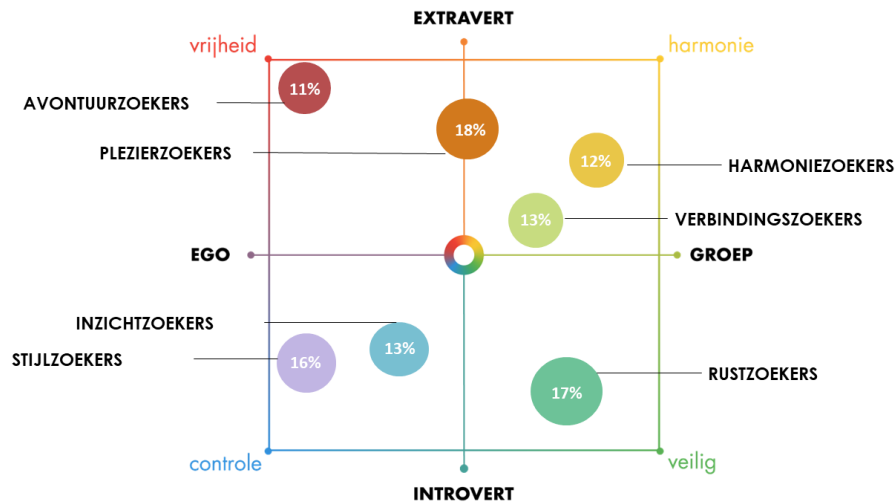 EXTRAVERT
vrijheid
harmonie
11%
AVONTUURZOEKERS
18%
PLEZIERZOEKERS
12%
HARMONIEZOEKERS
13%
VERBINDINGSZOEKERS
EGO
GROEP
INZICHTZOEKERS
13%
STIJLZOEKERS
16%
RUSTZOEKERS
17%
controle
veilig
INTROVERT